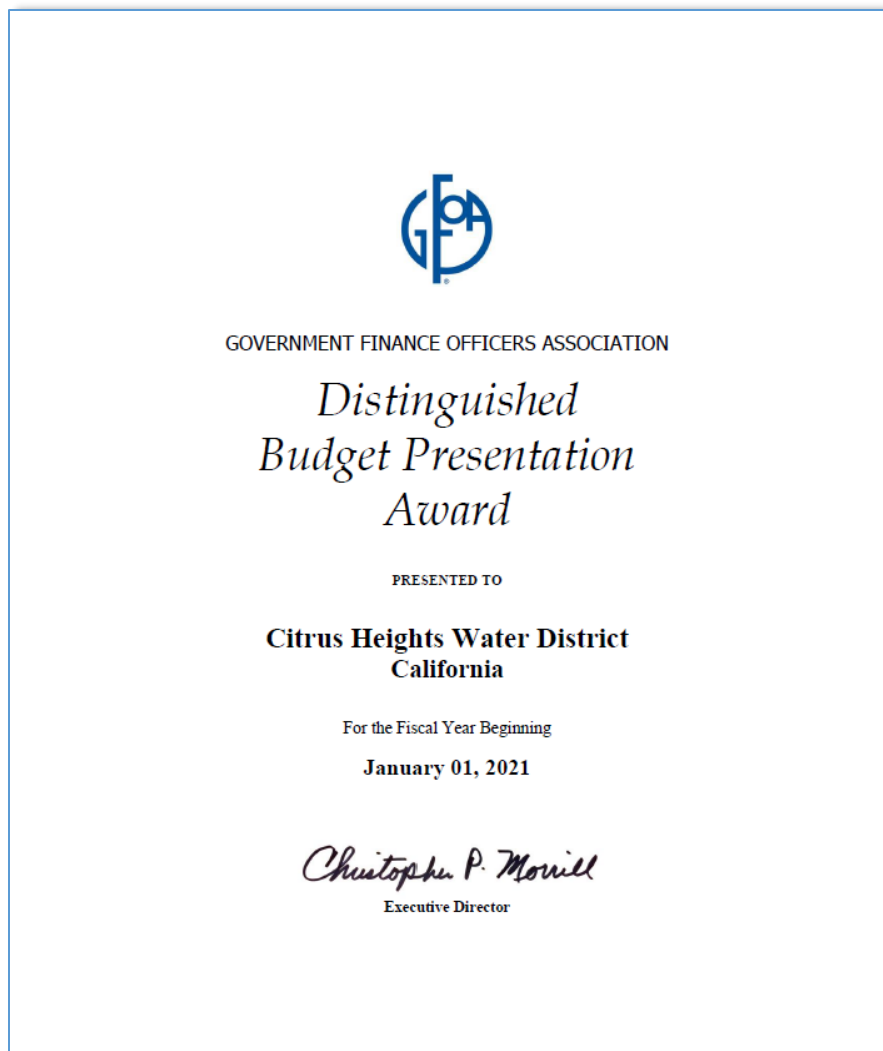 GFOA
GOVERNMENT FINANCE OFFICERS ASSOCIATION
Distinguished
Budget Presentation
Award
PRESENTED TO
Citrus Heights Water District
California
For the Fiscal Year Beginning
January 01, 2021
Christopher P. Morrill
Executive Director